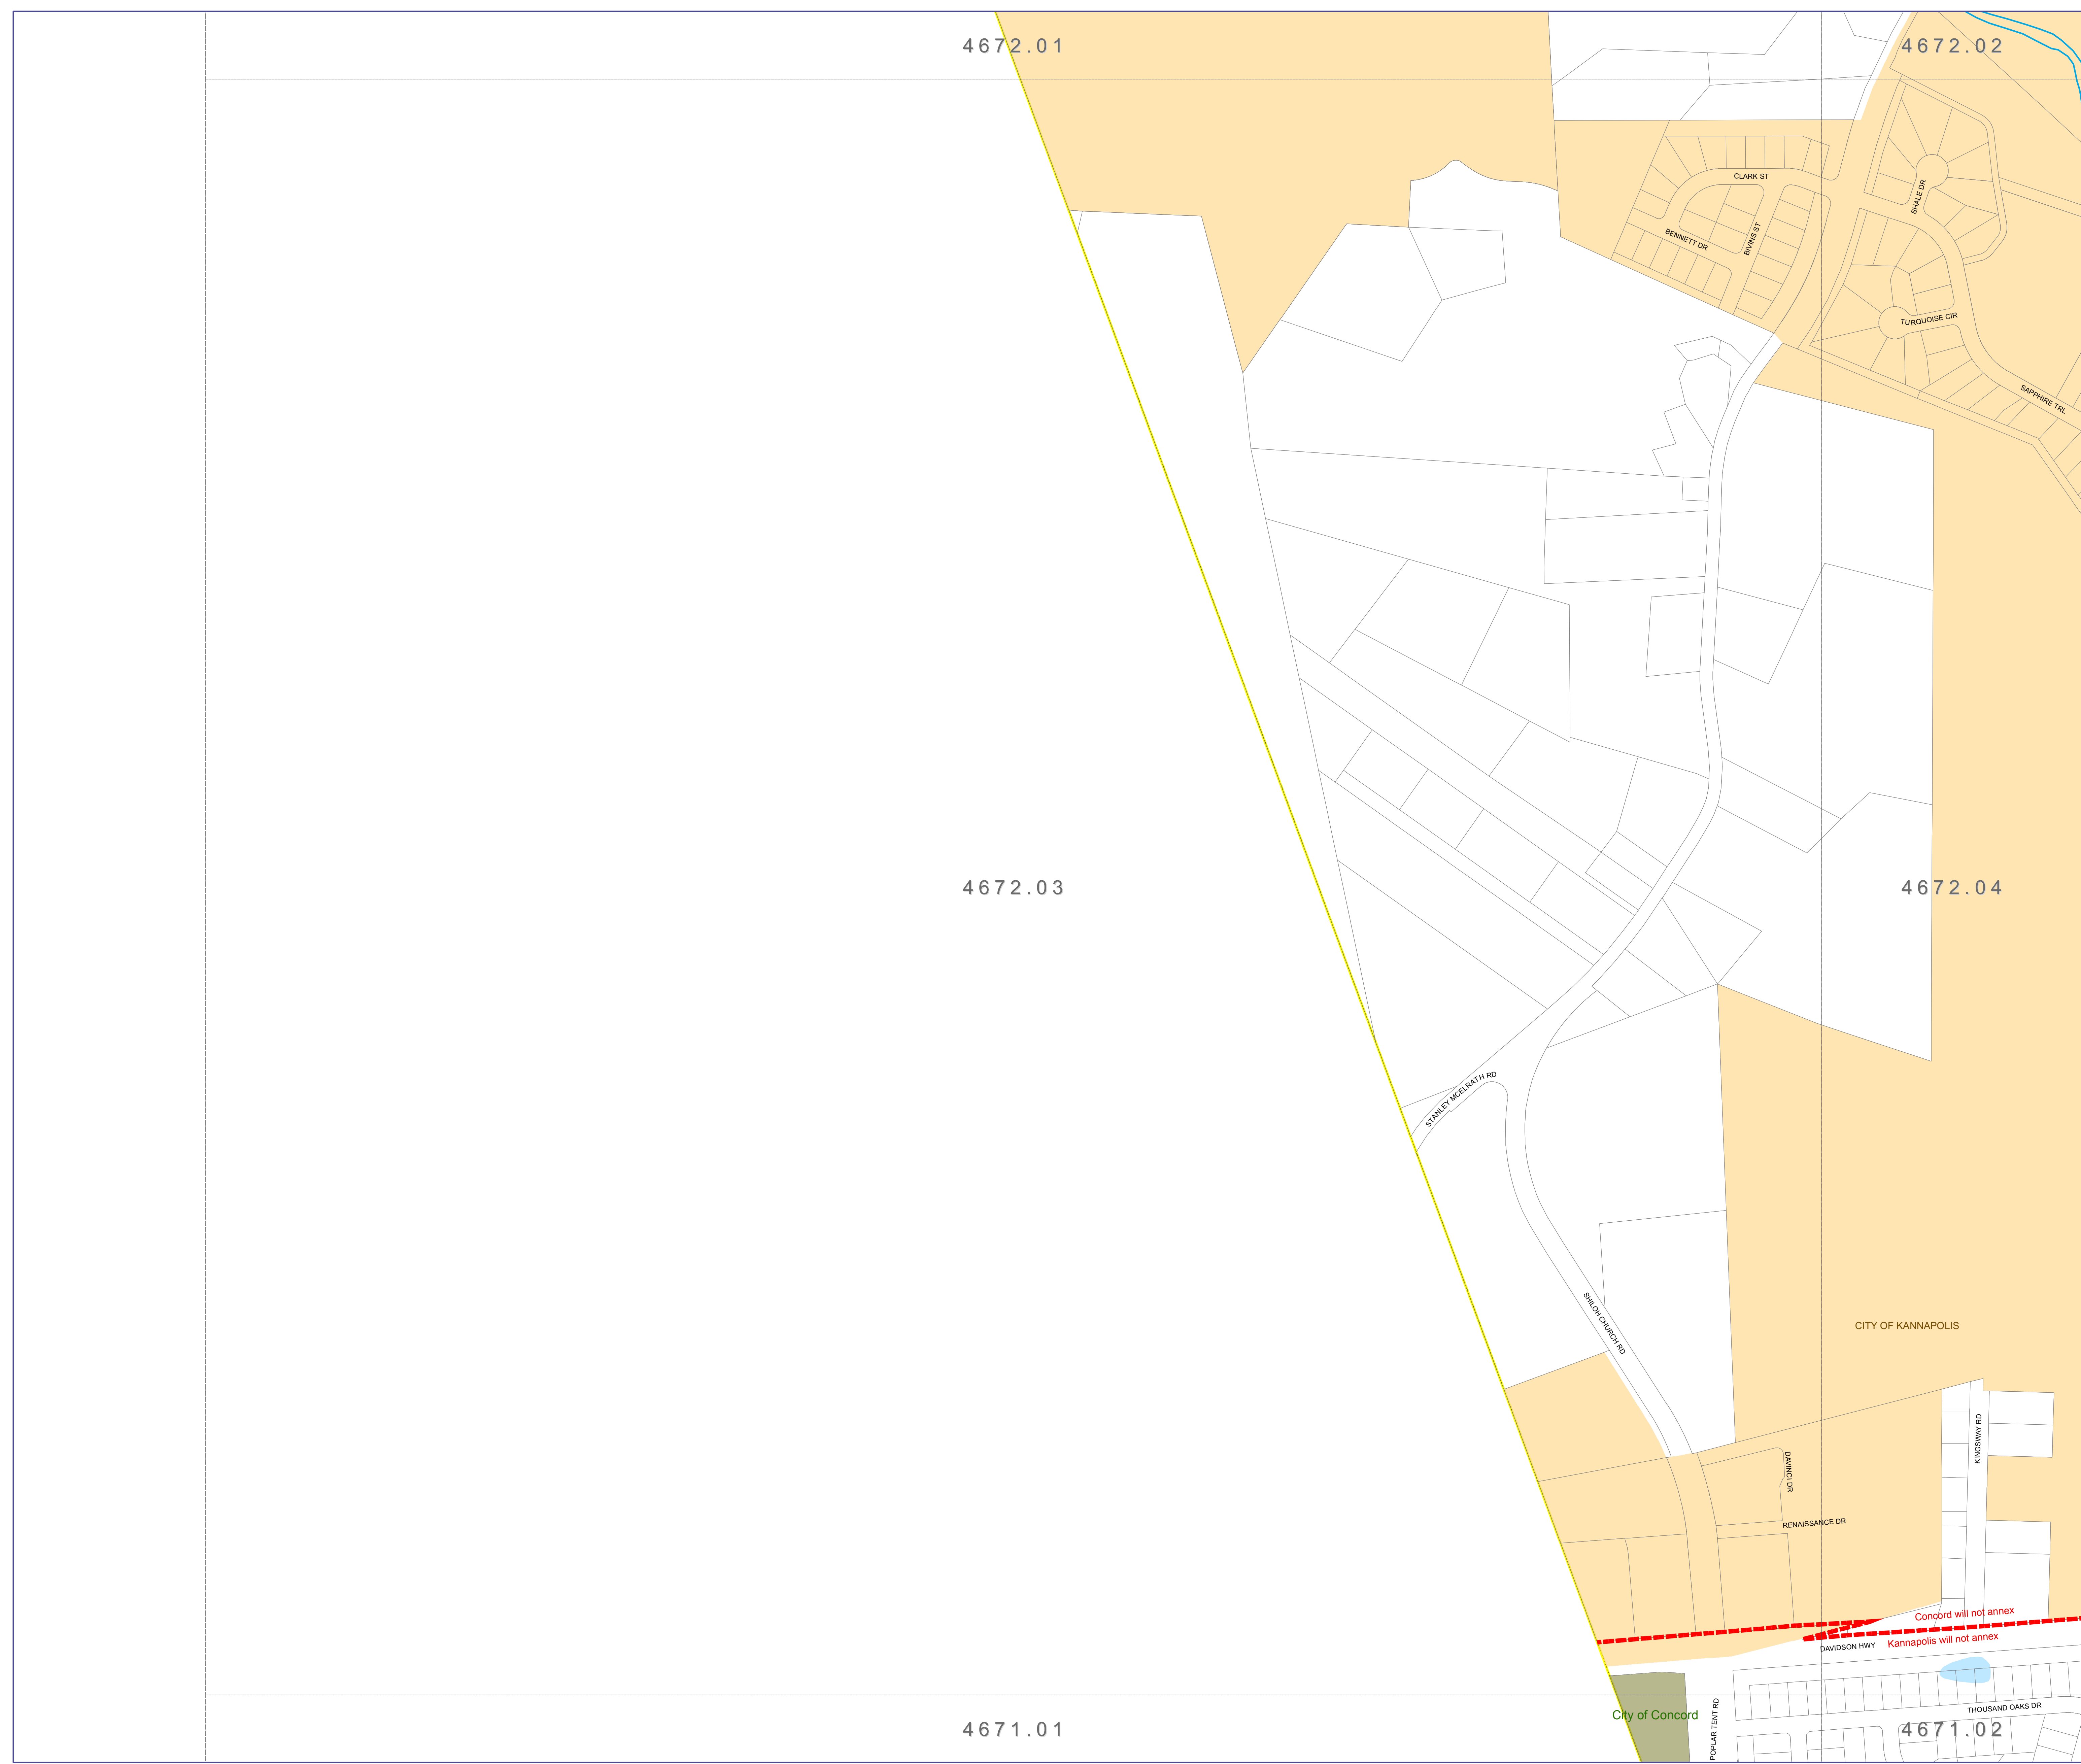 4672.01
4672.02
CLARK ST
SHALE DR
BENNETT DR
BIVINS ST
TURQUOISE CIR
SAPPHIRE TRL
4672.03
4672.04
STANLEY MCELRATH RD
SHILOH CHURCH RD
CITY OF KANNAPOLIS
KINGSWAY RD
DAVINCI DR
RENAISSANCE DR
Concord will not annex
Kannapolis will not annex
DAVIDSON HWY
THOUSAND OAKS DR
City of Concord
POPLAR TENT RD
4671.01
4671.02